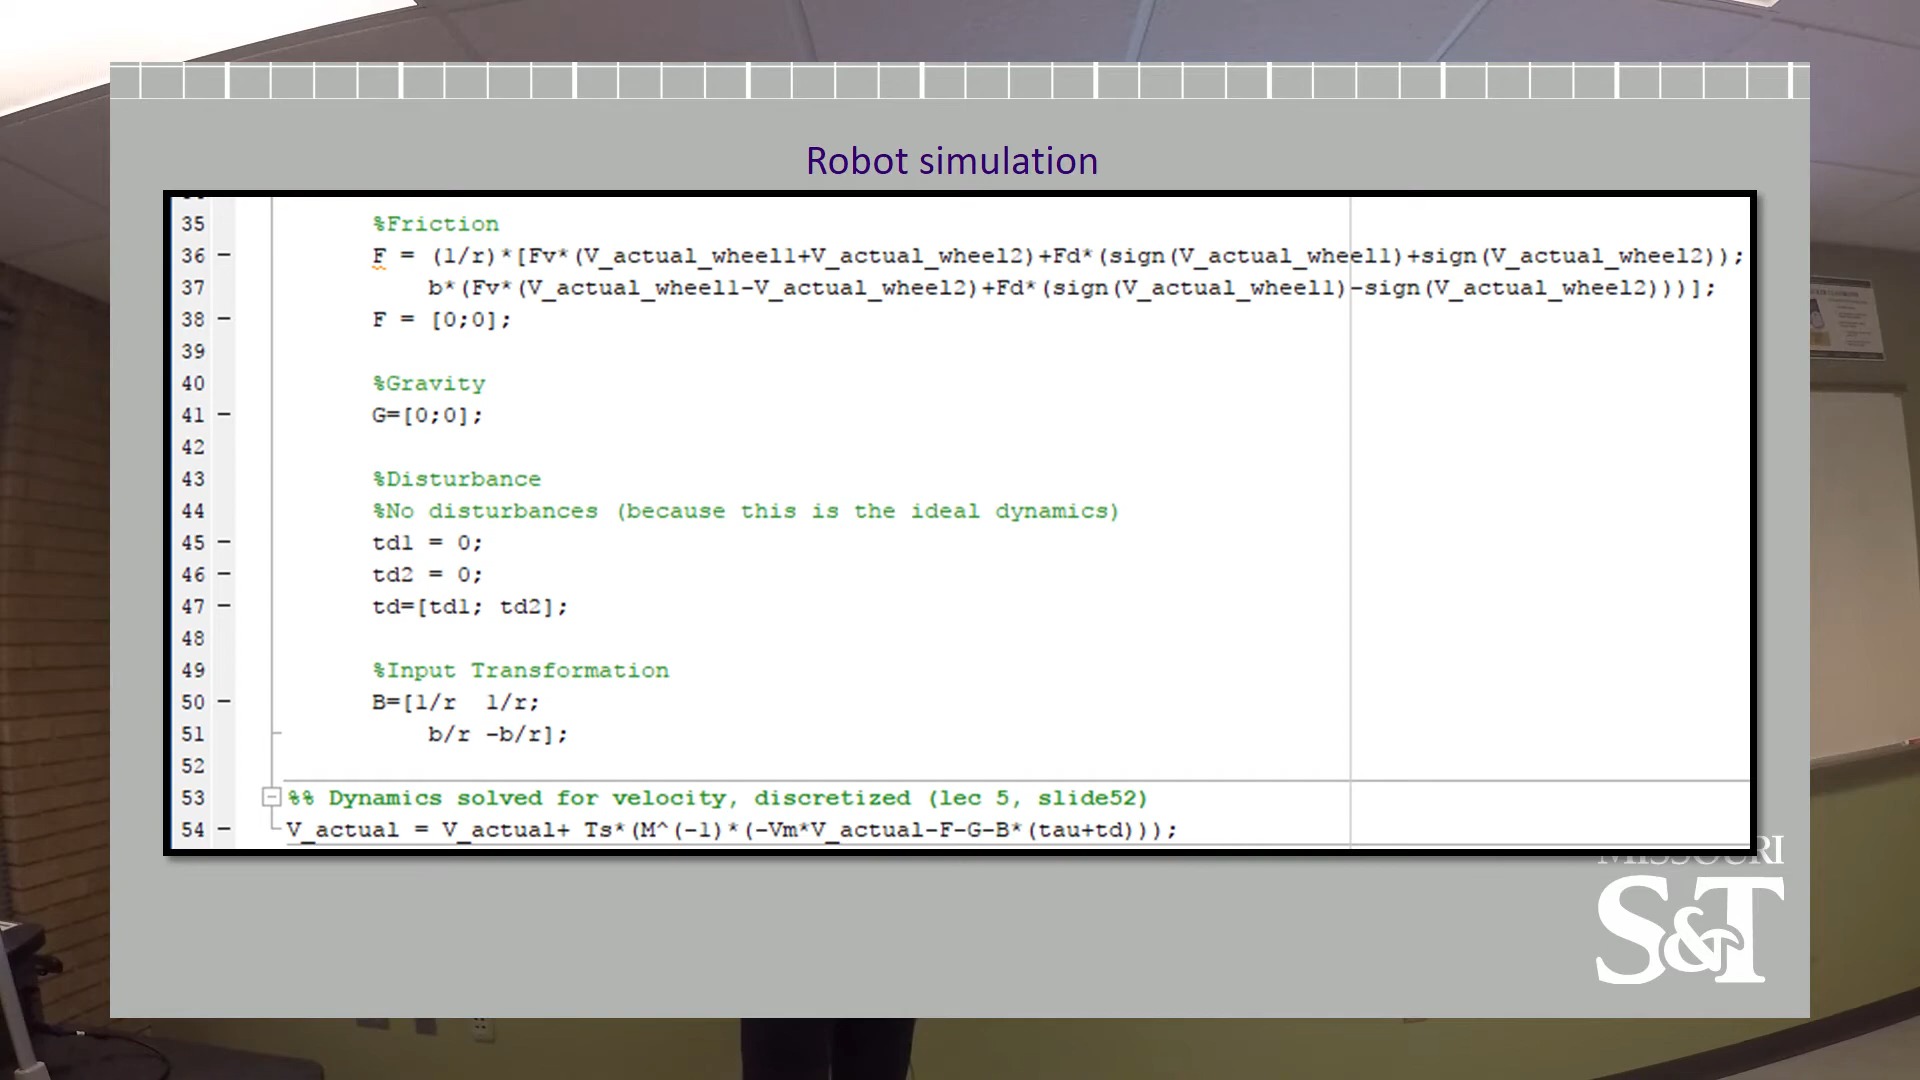 Robot simulation
35 %Friction
36 – F = (1/r)*[Fv*(V_actual_wheel1+V_actual_wheel2)+Fd*(sign(V_actual_wheel1)+sign(V_actual_wheel2));
37 b*(Fv*(V_actual_wheel1-V_actual_wheel2)+Fd*(sign(V_actual_wheel1)-sign(V_actual_wheel2)))];
38 – F = [0;0];
39
40 %Gravity
41 – G=[0;0];
42
43 %Disturbance
44 %No disturbances (because this is the ideal dynamics)
45 – td1 = 0;
46 – td2 = 0;
47 – td=[td1; td2];
48
49 %Input Transformation
50 – B=[1/r 1/r;
51 b/r -b/r];
52
53 %% Dynamics solved for velocity, discretized (lec 5, slide52)
54 – V_actual = V_actual+ Ts*(M^(-1)*(-Vm*V_actual-F-G-B*(tau+td)));
MISSOURI
S&T